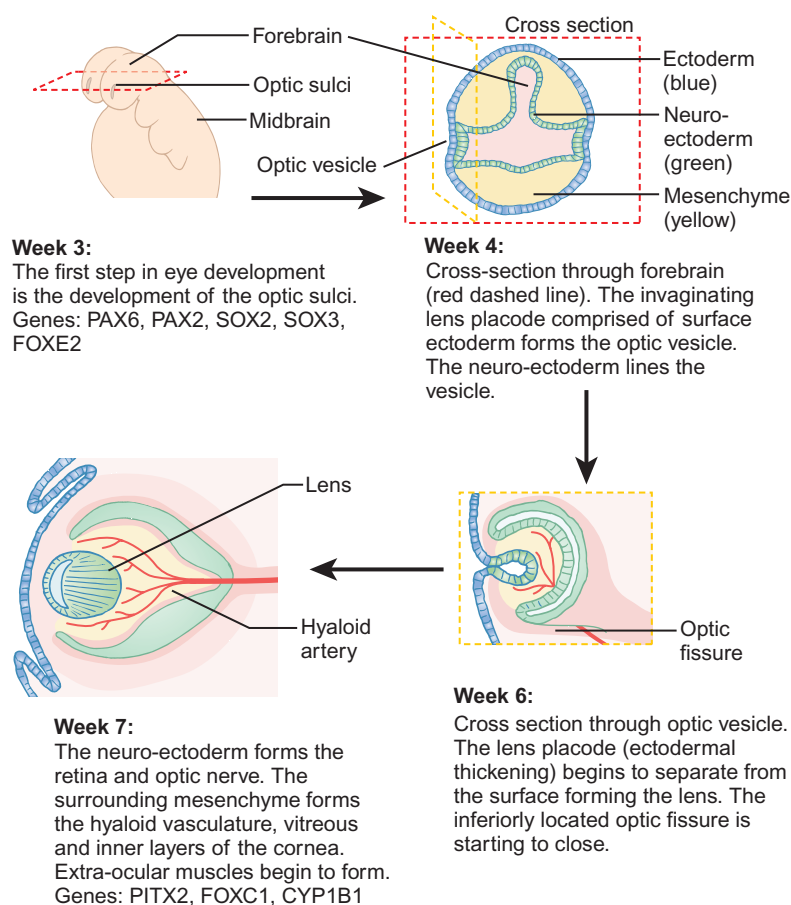 Forebrain
Optic sulci
Midbrain
Cross section
Ectoderm
(blue)
Neuro-
ectoderm
(green)
Mesenchyme
(yellow)
Optic vesicle
Week 3:
The first step in eye development
is the development of the optic sulci.
Genes: PAX6, PAX2, SOX2, SOX3,
FOXE2
Week 4:
Cross-section through forebrain
(red dashed line). The invaginating
lens placode comprised of surface
ectoderm forms the optic vesicle.
The neuro-ectoderm lines the
vesicle.
Lens
Hyaloid
artery
Optic
fissure
Week 6:
Cross section through optic vesicle.
The lens placode (ectodermal
thickening) begins to separate from
the surface forming the lens. The
inferiorly located optic fissure is
starting to close.
Week 7:
The neuro-ectoderm forms the
retina and optic nerve. The
surrounding mesenchyme forms
the hyaloid vasculature, vitreous
and inner layers of the cornea.
Extra-ocular muscles begin to form.
Genes: PITX2, FOXC1, CYP1B1